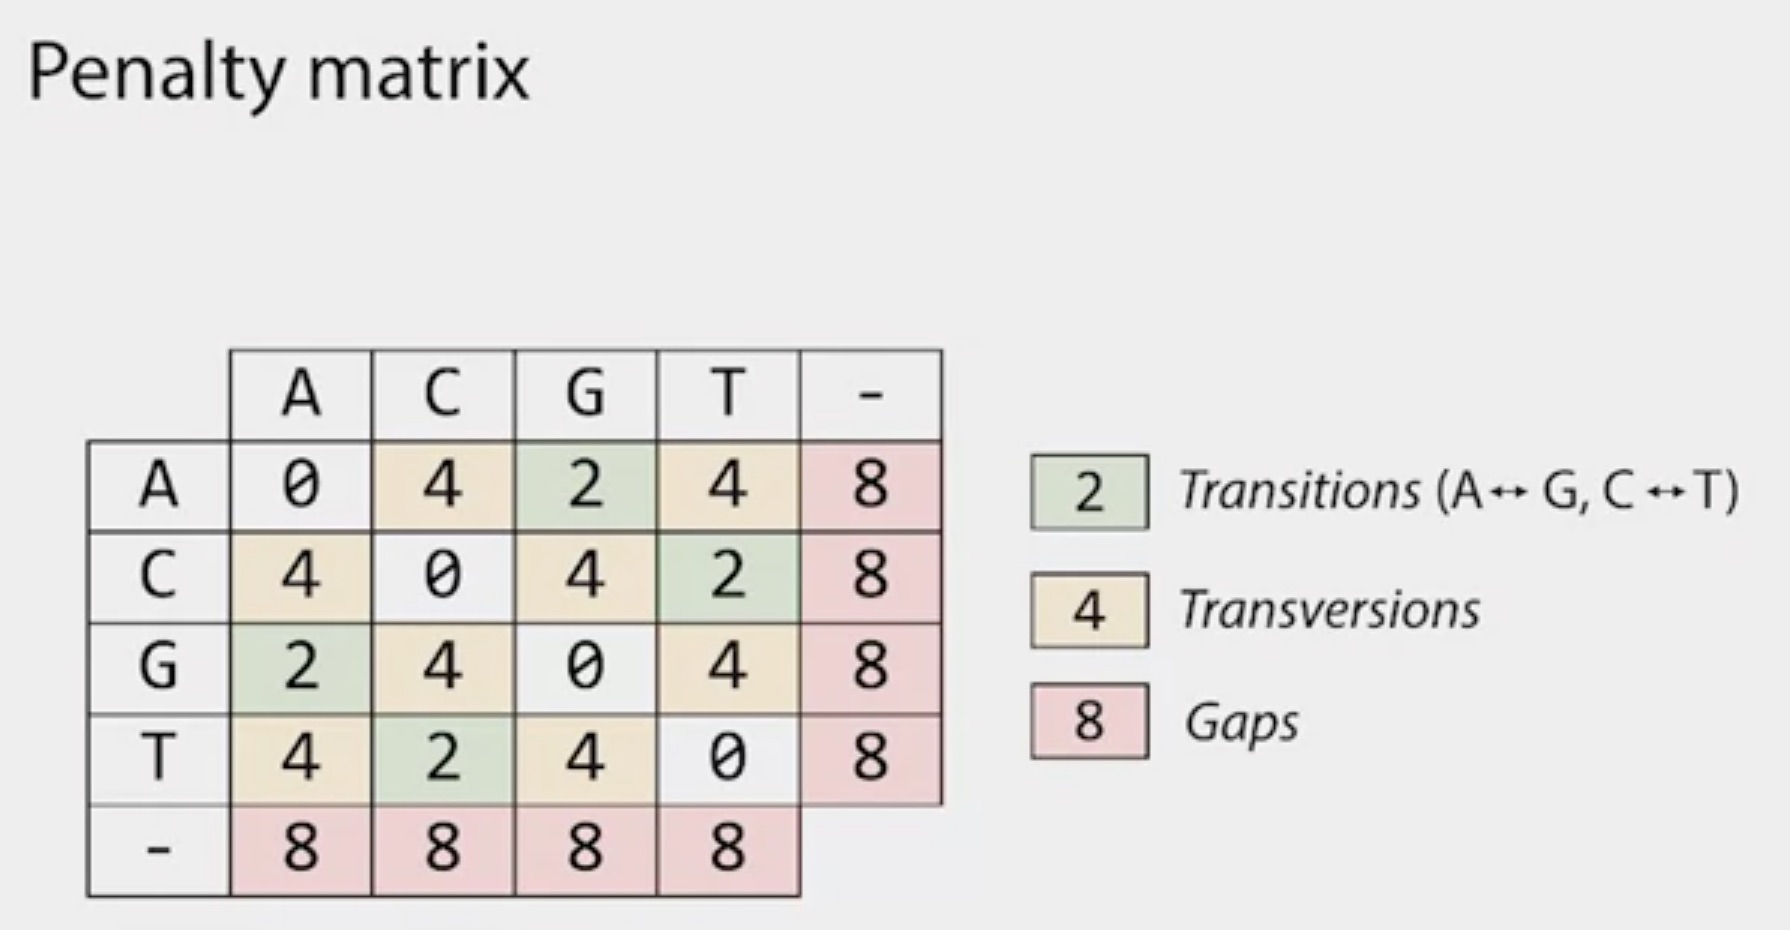 Penalty matrix
A C G T -
A 0 4 2 4 8
2 Transitions (A↔G, C↔T)
C 4 0 4 2 8
4 Transversions
G 2 4 0 4 8
8 Gaps
T 4 2 4 0 8
- 8 8 8 8